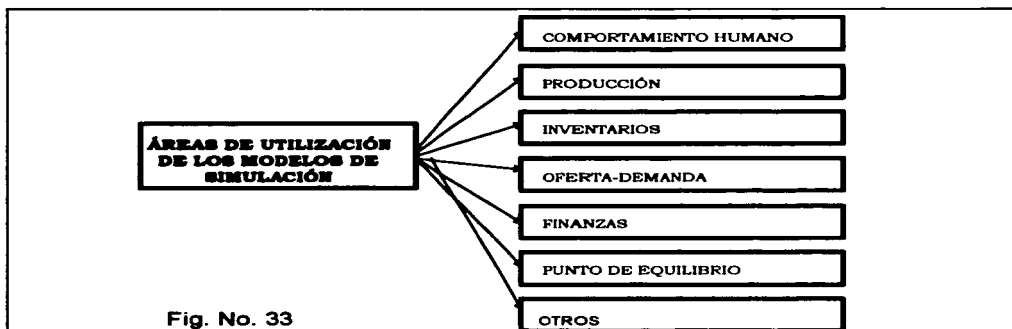 COMPORTAMIENTO HUMANO
PRODUCCIÓN
INVENTARIOS
ÁREAS DE UTILIZACIÓN
DE LOS MODELOS DE
SIMULACIÓN
OFERTA-DEMANDA
FINANZAS
PUNTO DE EQUILIBRIO
OTROS
Fig. No. 33